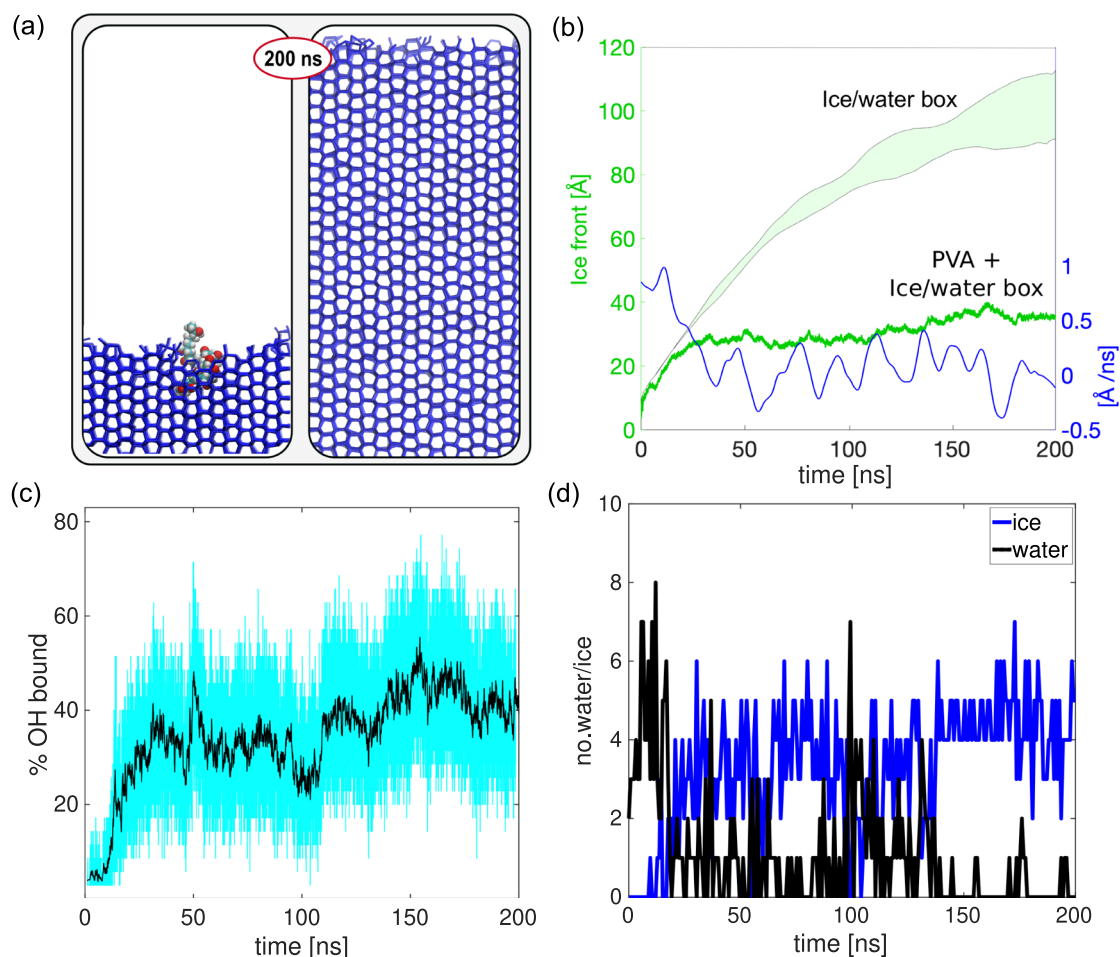 (a)
200 ns
(b)
120
100
80
60
40
20
0
Ice front [Å]
Ice/water box
PVA +
Ice/water box
1
0.5
0
-0.5
[Å /ns]
0
50
100
150
200
time [ns]
(c)
80
60
40
20
% OH bound
0
50
100
150
200
time [ns]
(d)
10
8
6
4
2
0
no.water/ice
ice
water
0
50
100
150
200
time [ns]